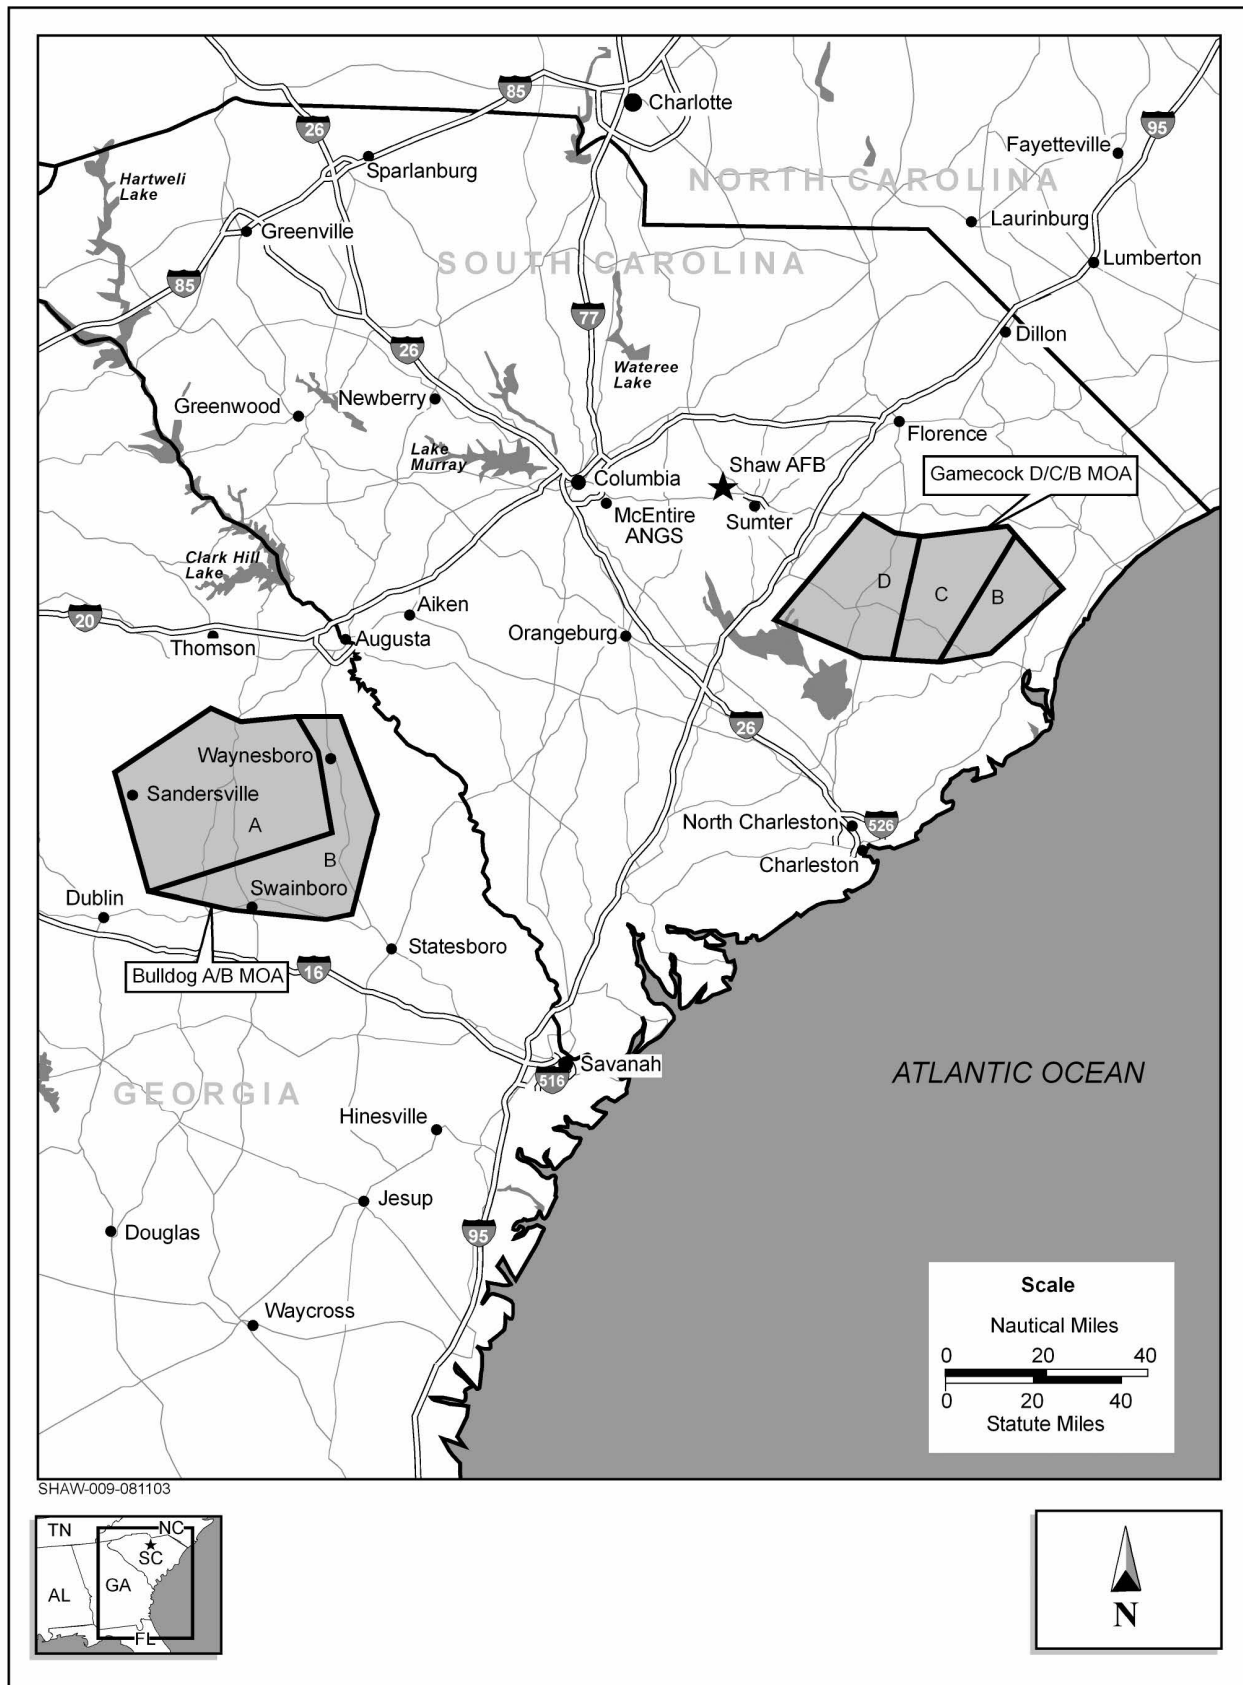 85
Charlotte
26
95
Fayetteville
Sparlanburg
NORTH CAROLINA
Hartweli
Lake
Laurinburg
Greenville
SOUTH CAROLINA
Lumberton
85
77
Dillon
26
Wateree
Lake
Newberry
Greenwood
Florence
Lake
Murray
Shaw AFB
Gamecock D/C/B MOA
Columbia
McEntire
ANGS
Sumter
Clark Hill
Lake
D
C
B
Aiken
20
Orangeburg
Thomson
Augusta
26
Waynesboro
Sandersville
A
North Charleston
526
B
Charleston
Swainboro
Dublin
Statesboro
Bulldog A/B MOA
16
Savanah
516
ATLANTIC OCEAN
GEORGIA
Hinesville
Jesup
Douglas
95
Waycross
Scale
Nautical Miles
0 20 40
0 20 40
Statute Miles
SHAW-009-081103
TN NC
SC
GA
AL
FL
N